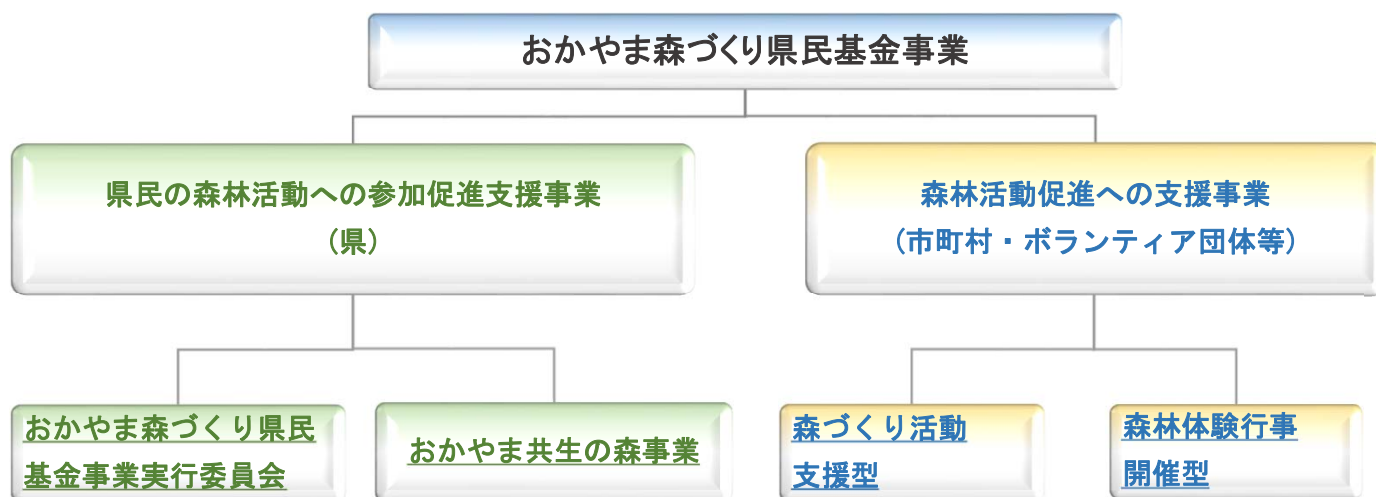 おかやま森づくり県民基金事業
県民の森林活動への参加促進支援事業
(県)
森林活動促進への支援事業
(市町村・ボランティア団体等)
おかやま森づくり県民
基金事業実行委員会
おかやま共生の森事業
森づくり活動
支援型
森林体験行事
開催型